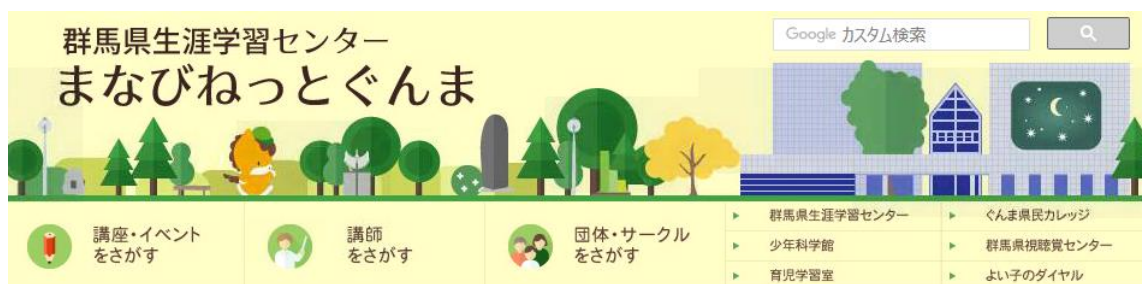 群馬県生涯学習センター
まなびねっとぐんま
Google カスタム検索
講座・イベント
をさがす
講師
をさがす
団体・サークル
をさがす
群馬県生涯学習センター
ぐんま県民カレッジ
少年科学館
群馬県視聴覚センター
育児学習室
よい子のダイヤル